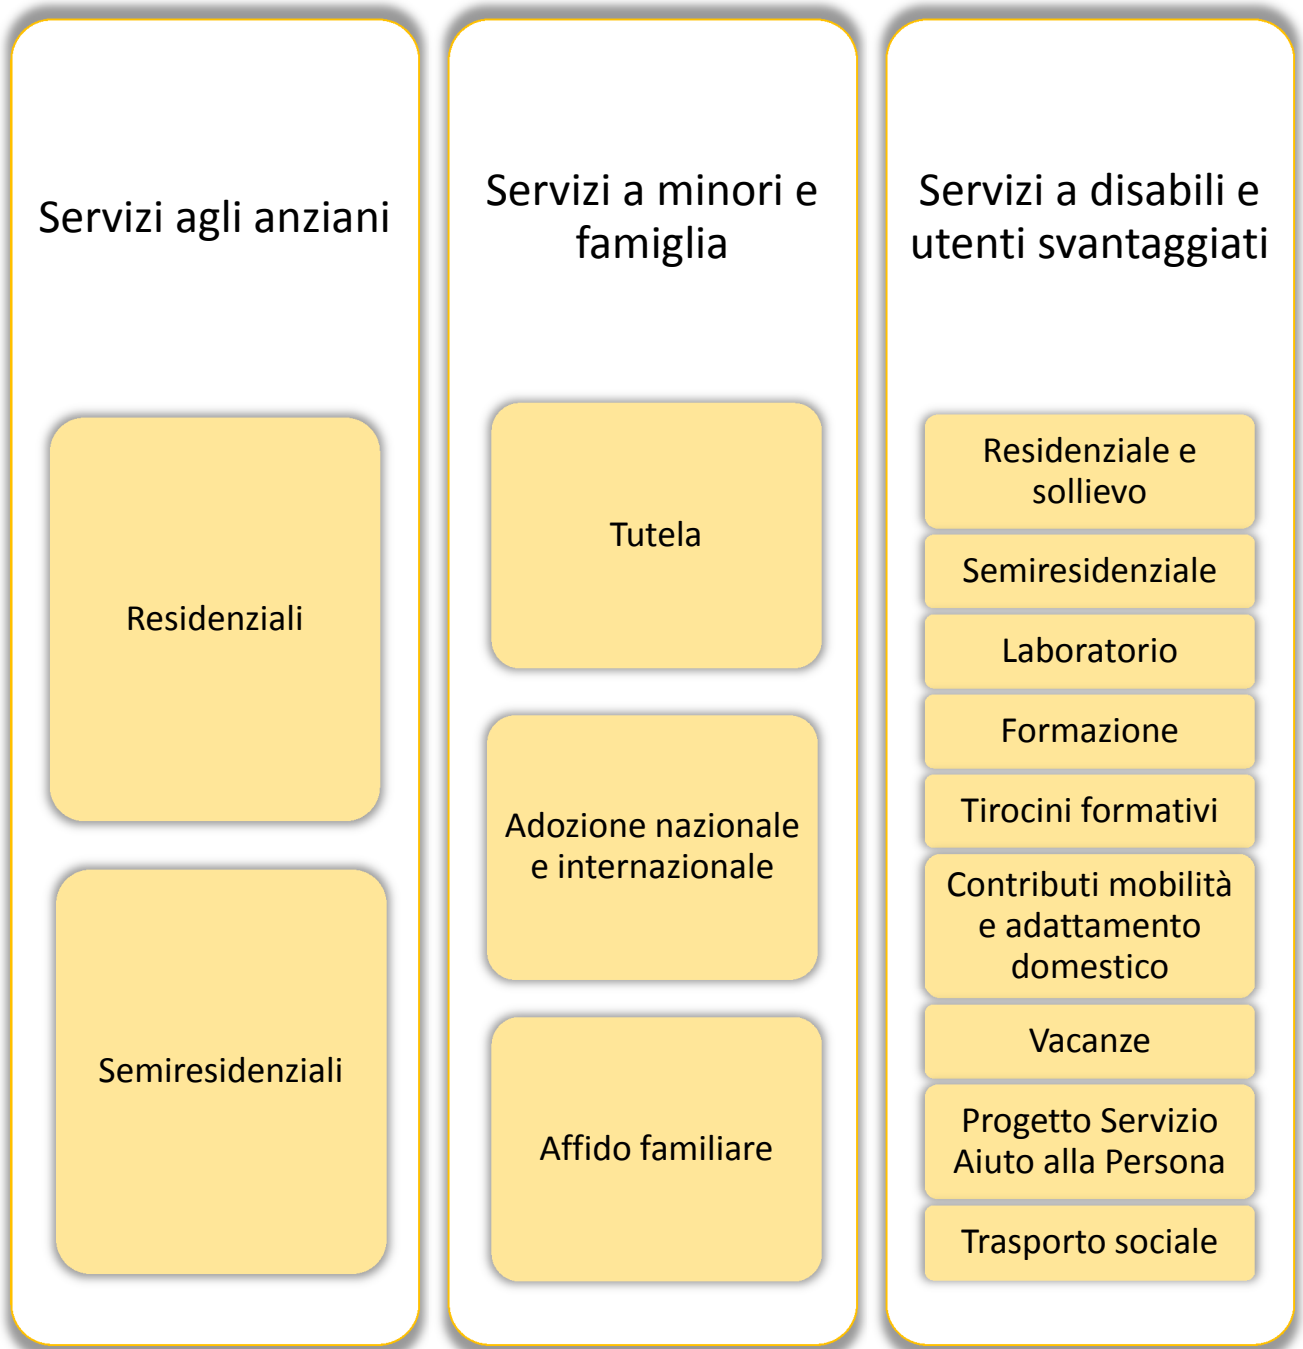 Servizi agli anziani
Residenziali
Semiresidenziali
Servizi a minori e
famiglia
Tutela
Adozione nazionale
e internazionale
Affido familiare
Servizi a disabili e
utenti svantaggiati
Residenziale e
sollievo
Semiresidenziale
Laboratorio
Formazione
Tirocini formativi
Contributi mobilità
e adattamento
domestico
Vacanze
Progetto Servizio
Aiuto alla Persona
Trasporto sociale